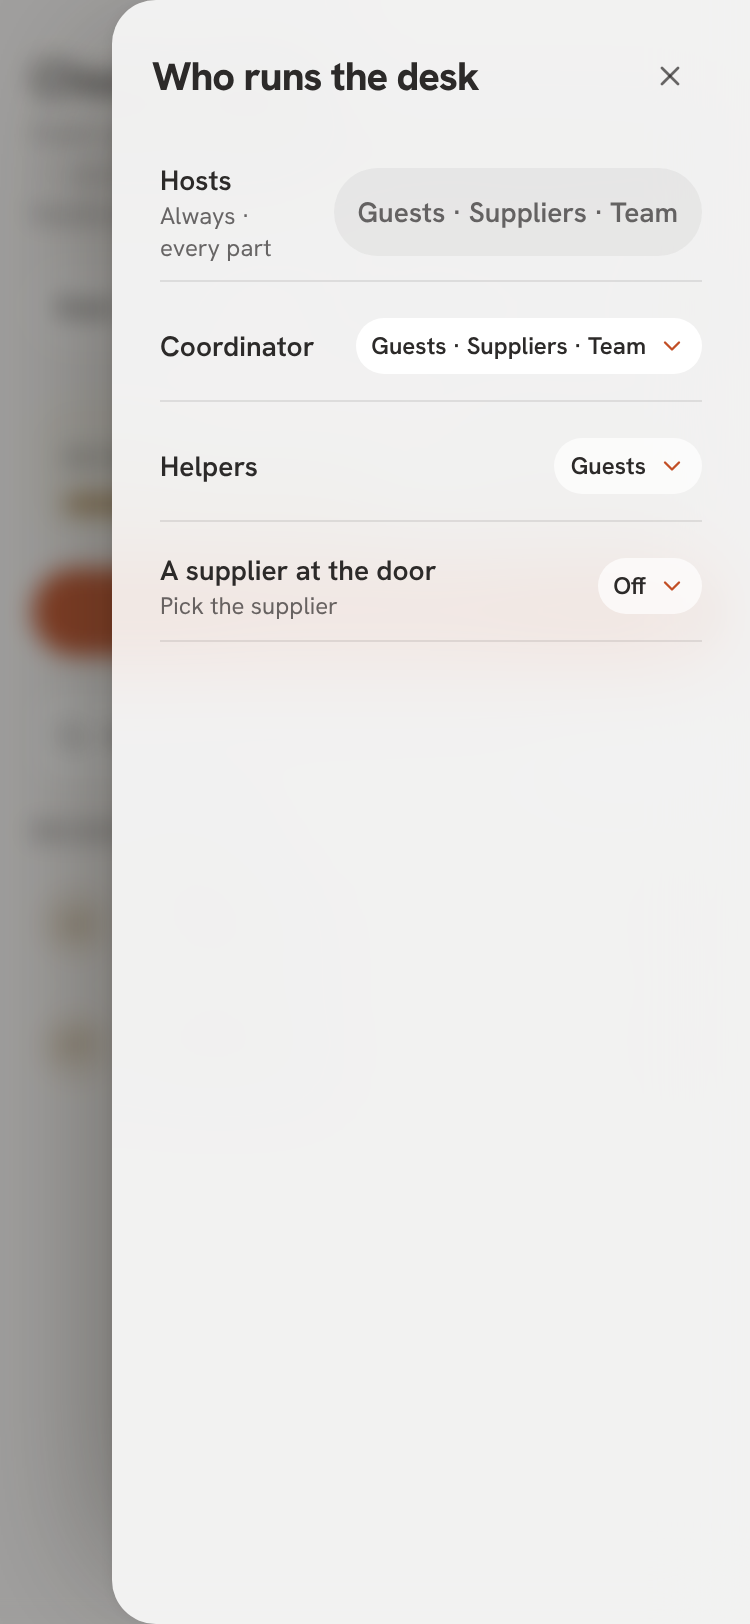 Who runs the desk
Hosts
Always ·
every part
Guests · Suppliers · Team
Coordinator
Guests · Suppliers · Team
Helpers
Guests
A supplier at the door
Pick the supplier
Off